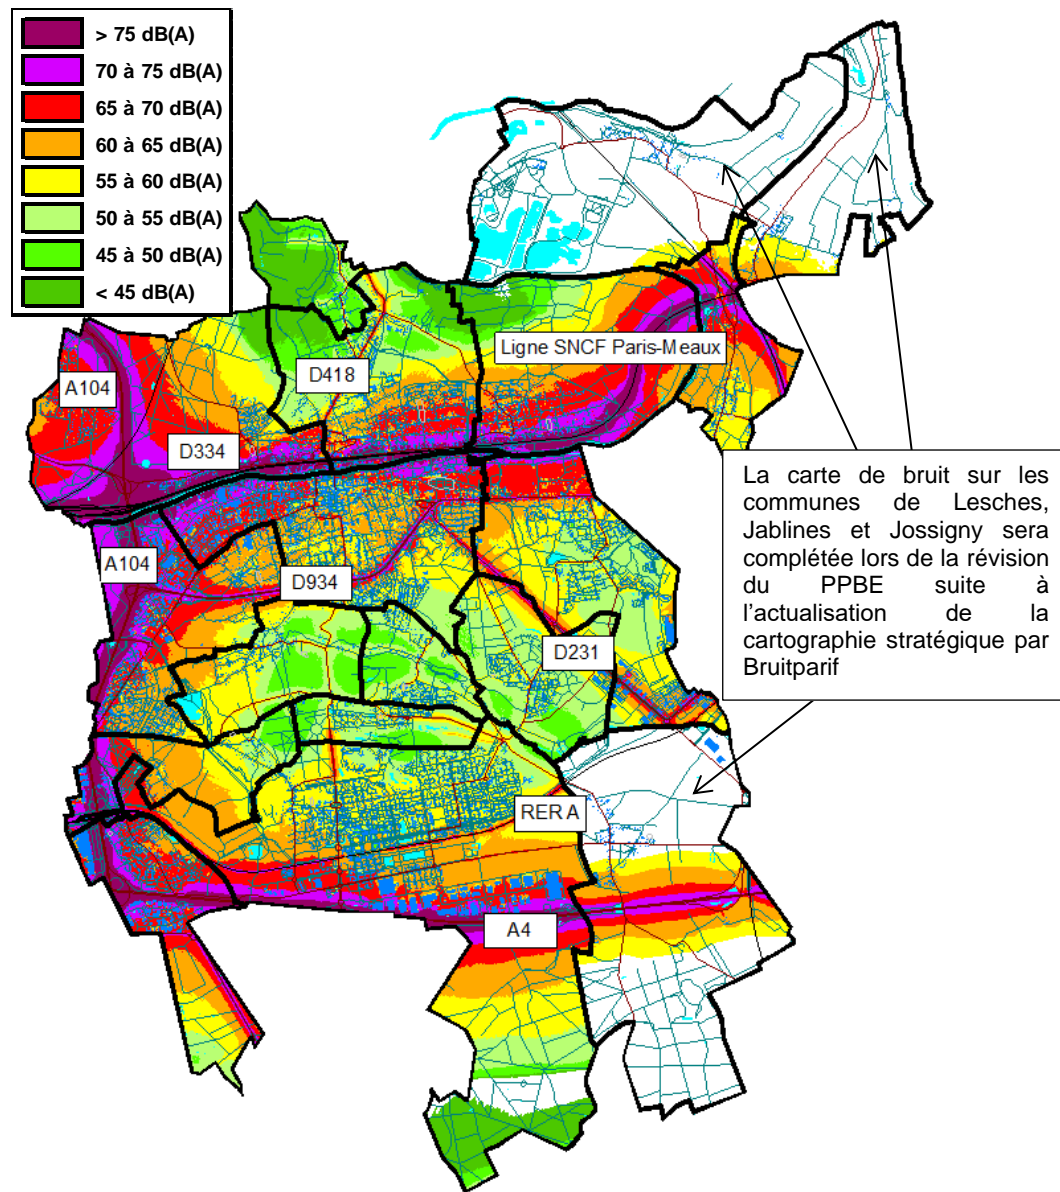 > 75 dB(A)
70 à 75 dB(A)
65 à 70 dB(A)
60 à 65 dB(A)
55 à 60 dB(A)
50 à 55 dB(A)
45 à 50 dB(A)
< 45 dB(A)
Ligne SNCF Paris-Meaux
D418
A104
D334
La carte de bruit sur les
communes de Lesches,
Jablines et Jossigny sera
complétée lors de la révision
du PPBE suite à
l'actualisation de la
cartographie stratégique par
Bruitparif
A104
D934
D231
RER A
A4